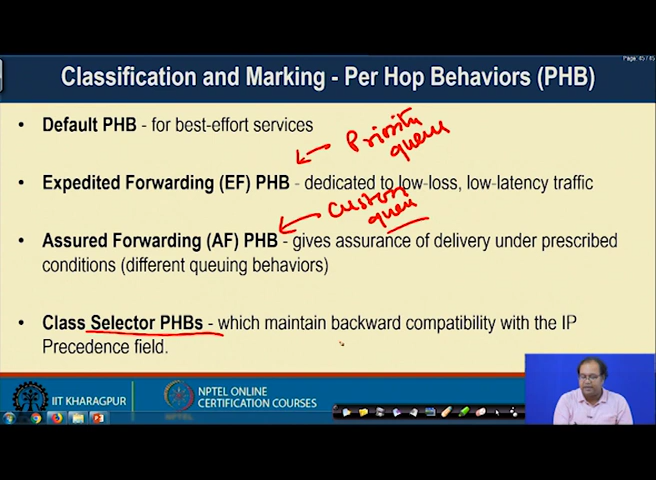 Page: 45/45
Classification and Marking - Per Hop Behaviors (PHB)
• Default PHB - for best-effort services
Priority
queue
• Expedited Forwarding (EF) PHB - dedicated to low-loss, low-latency traffic
Custom
queue
• Assured Forwarding (AF) PHB - gives assurance of delivery under prescribed
conditions (different queuing behaviors)
• Class Selector PHBs - which maintain backward compatibility with the IP
Precedence field.
IIT KHARAGPUR
NPTEL ONLINE
CERTIFICATION COURSES